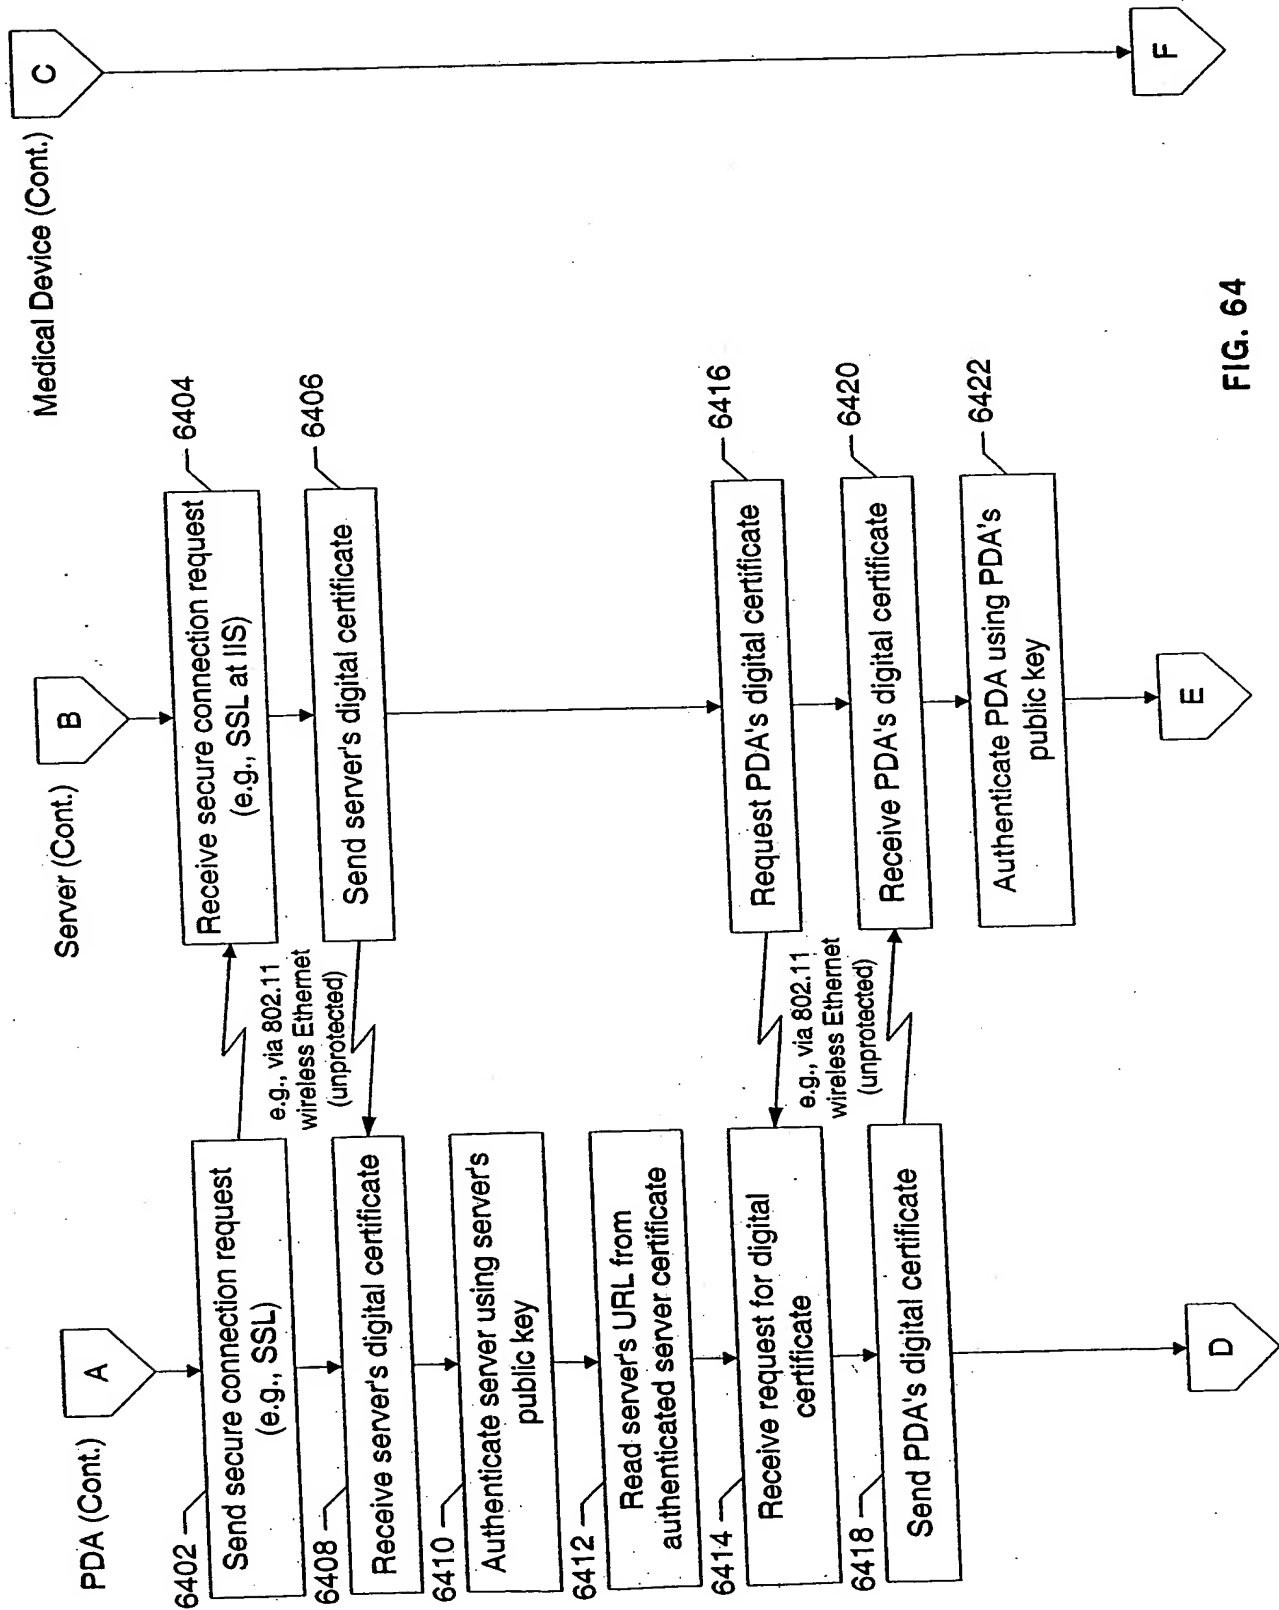 PDA (Cont.)
A
6402
Send secure connection request
(e.g., SSL)
6408
Receive server's digital certificate
6410
Authenticate server using server's
public key
6412
Read server's URL from
authenticated server certificate
6414
Receive request for digital
certificate
6418
Send PDA's digital certificate
D
e.g., via 802.11
wireless Ethernet
(unprotected)
e.g., via 802.11
wireless Ethernet
(unprotected)
Server (Cont.)
B
6404
Receive secure connection request
(e.g., SSL at IIS)
6406
Send server's digital certificate
6416
Request PDA's digital certificate
6420
Receive PDA's digital certificate
6422
Authenticate PDA using PDA's
public key
E
Medical Device (Cont.)
C
F
FIG. 64